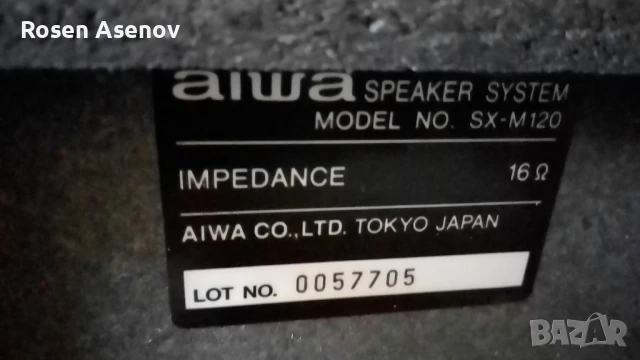 Rosen Asenov
aiwa SPEAKER SYSTEM
MODEL NO. SX-M120
IMPEDANCE 16 Ω
AIWA CO.,LTD. TOKYO JAPAN
LOT NO. 0057705
BAZAR